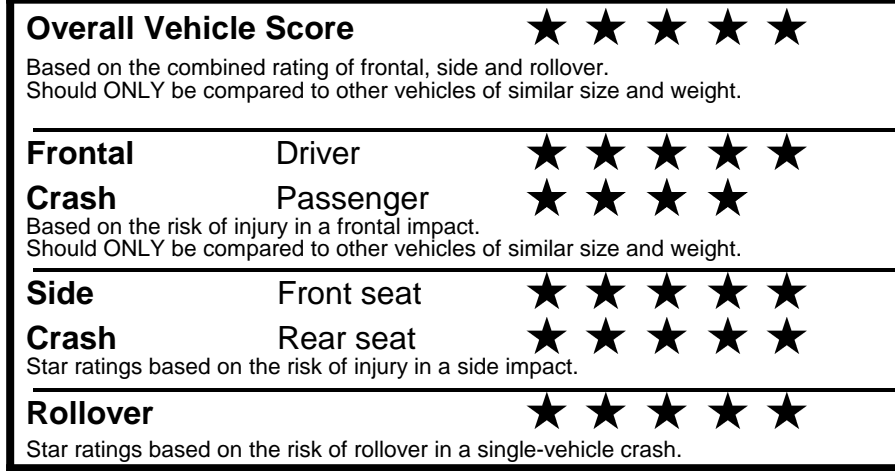 Overall Vehicle Score ★ ★ ★ ★ ★
Based on the combined rating of frontal, side and rollover.
Should ONLY be compared to other vehicles of similar size and weight.
Frontal Driver ★ ★ ★ ★ ★
Crash Passenger ★ ★ ★ ★
Based on the risk of injury in a frontal impact.
Should ONLY be compared to other vehicles of similar size and weight.
Side Front seat ★ ★ ★ ★ ★
Crash Rear seat ★ ★ ★ ★ ★
Star ratings based on the risk of injury in a side impact.
Rollover ★ ★ ★ ★ ★
Star ratings based on the risk of rollover in a single-vehicle crash.